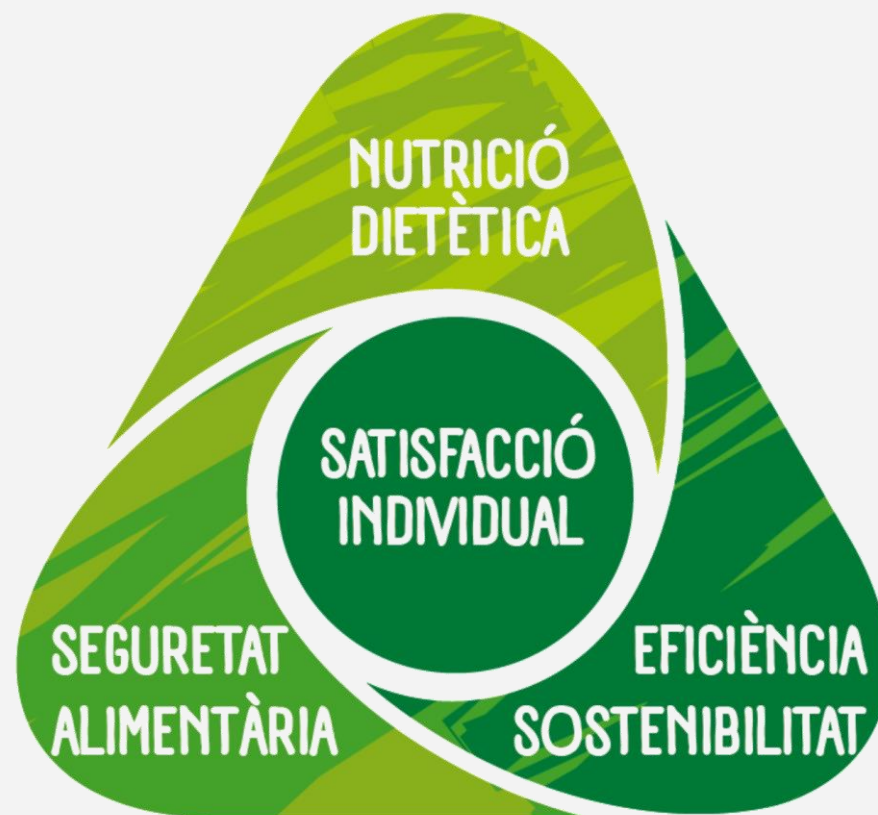 NUTRICIÓ
DIETÈTICA
SATISFACCIÓ
INDIVIDUAL
SEGURETAT
ALIMENTÀRIA
EFICIÈNCIA
SOSTENIBILITAT